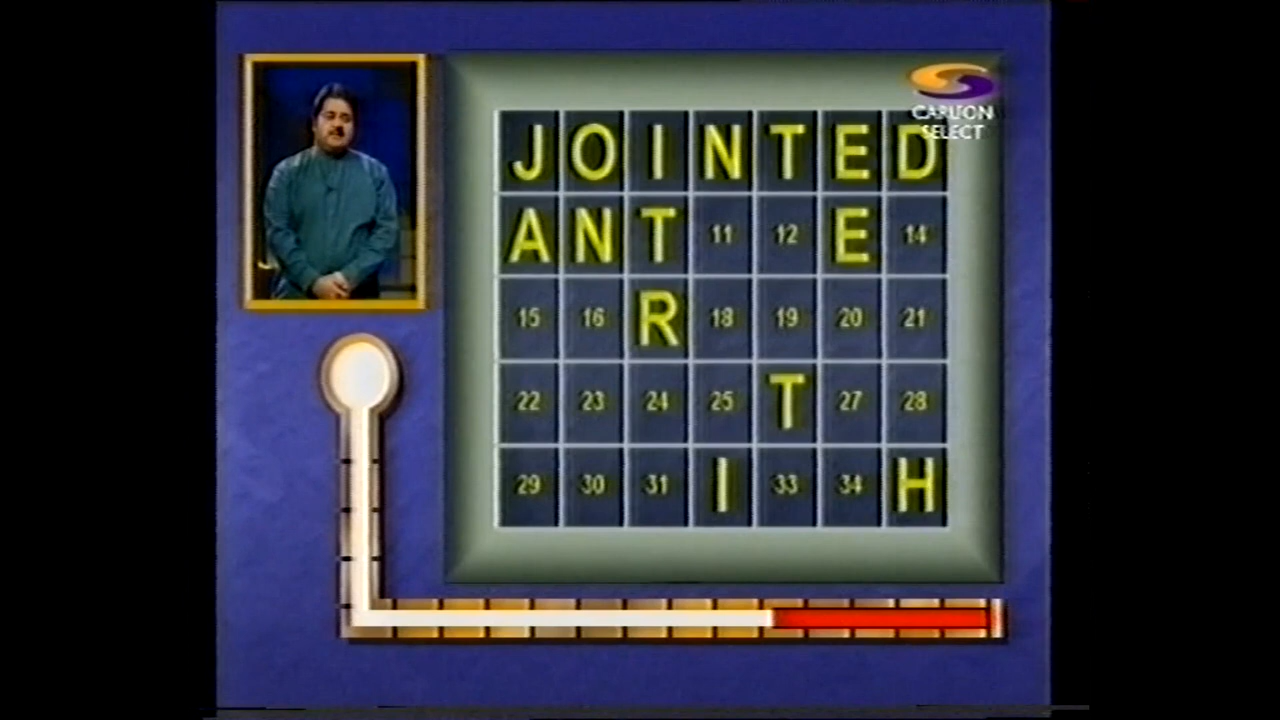 CARLTON
SELECT
J O I N T E D
A N T 11 12 E 14
15 16 R 18 19 20 21
22 23 24 25 T 27 28
29 30 31 I 33 34 H